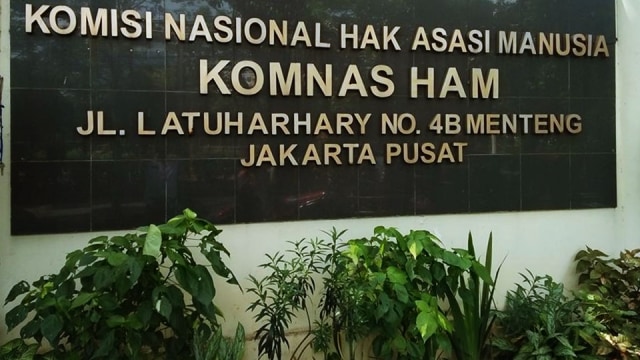 KOMISI NASIONAL HAK ASASI MANUSIA
KOMNAS HAM
JL. LATUHARHARY NO. 4B MENTENG
JAKARTA PUSAT